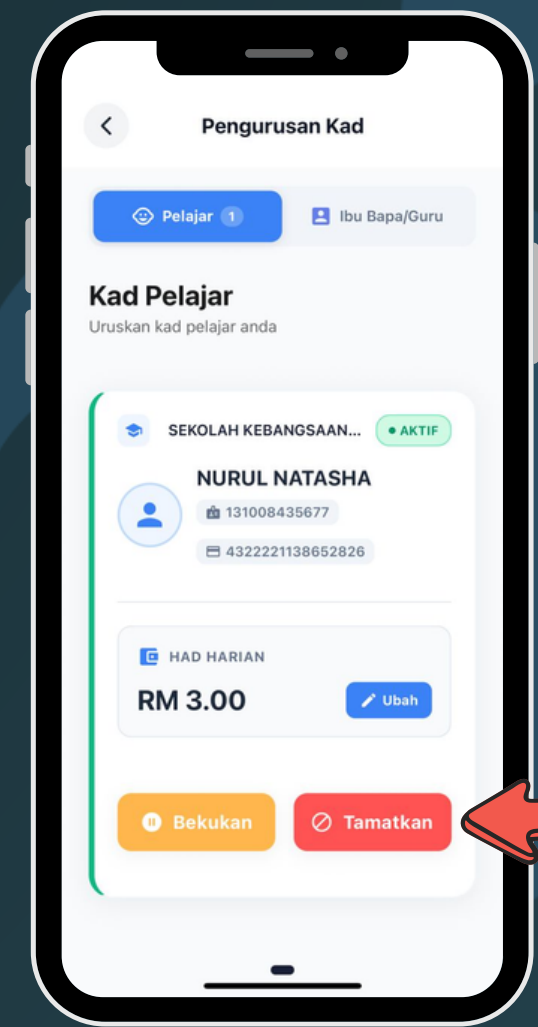 Pengurusan Kad
Pelajar 1
Ibu Bapa/Guru
Kad Pelajar
Uruskan kad pelajar anda
SEKOLAH KEBANGSAAN...
AKTIF
NURUL NATASHA
131008435677
4322221138652826
HAD HARIAN
RM 3.00
Ubah
Bekukan
Tamatkan